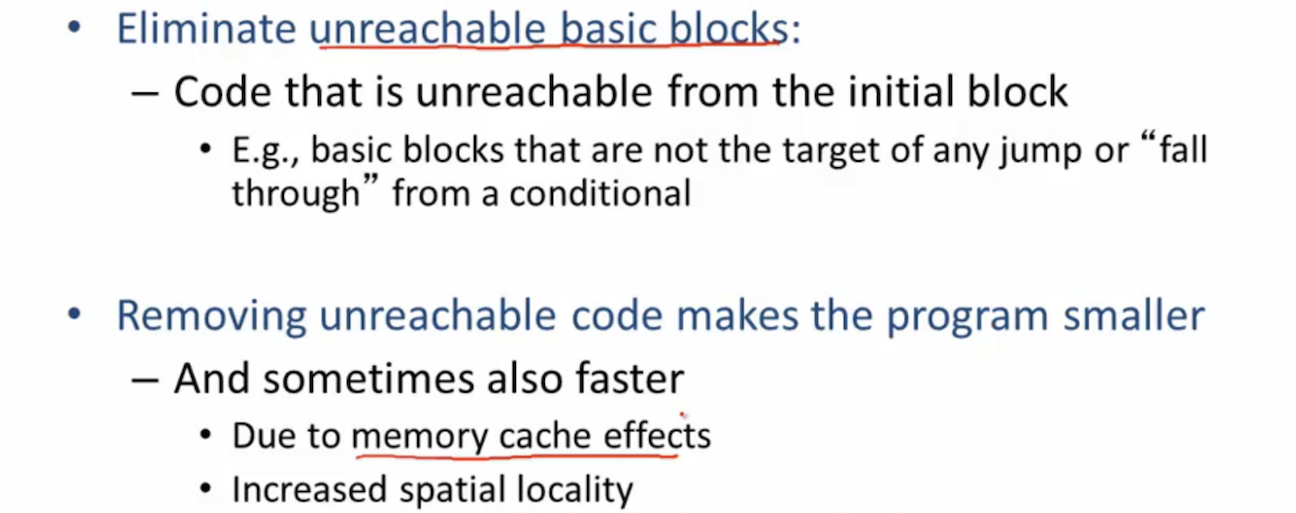 • Eliminate unreachable basic blocks:
– Code that is unreachable from the initial block
• E.g., basic blocks that are not the target of any jump or “fall
through” from a conditional
• Removing unreachable code makes the program smaller
– And sometimes also faster
• Due to memory cache effects
• Increased spatial locality